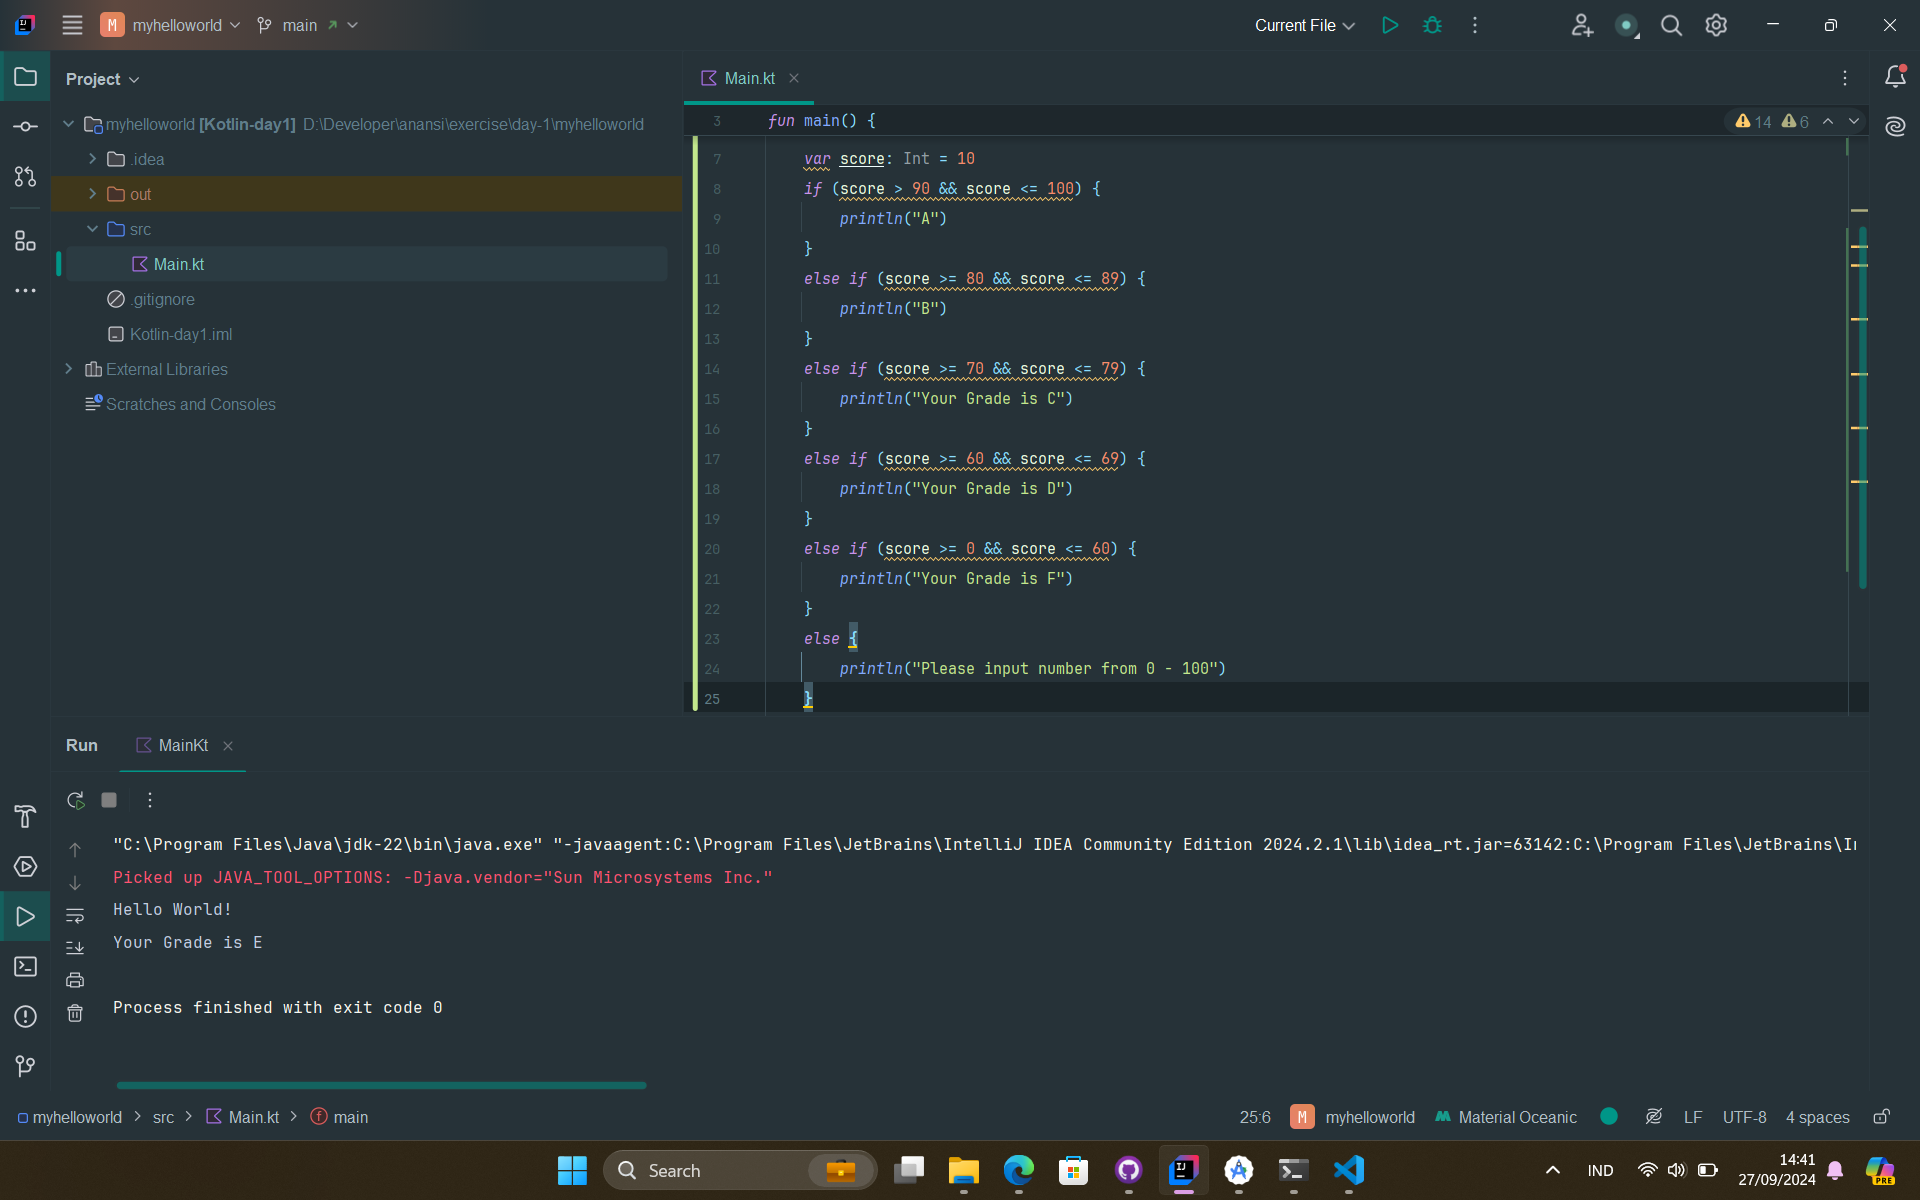 M myhelloworld main Current File
Project
Main.kt
myhelloworld [Kotlin-day1] D:\Developer\anansi\exercise\day-1\myhelloworld
.idea
out
src
Main.kt
.gitignore
Kotlin-day1.iml
External Libraries
Scratches and Consoles
3 fun main() {
14 6
7 var score: Int = 10
8 if (score > 90 && score <= 100) {
9 println("A")
10 }
11 else if (score >= 80 && score <= 89) {
12 println("B")
13 }
14 else if (score >= 70 && score <= 79) {
15 println("Your Grade is C")
16 }
17 else if (score >= 60 && score <= 69) {
18 println("Your Grade is D")
19 }
20 else if (score >= 0 && score <= 60) {
21 println("Your Grade is F")
22 }
23 else {
24 println("Please input number from 0 - 100")
25 }
Run MainKt
"C:\Program Files\Java\jdk-22\bin\java.exe" "-javaagent:C:\Program Files\JetBrains\IntelliJ IDEA Community Edition 2024.2.1\lib\idea_rt.jar=63142:C:\Program Files\JetBrains\In
Picked up JAVA_TOOL_OPTIONS: -Djava.vendor="Sun Microsystems Inc."
Hello World!
Your Grade is E
Process finished with exit code 0
myhelloworld > src > Main.kt > main
25:6 M myhelloworld Material Oceanic LF UTF-8 4 spaces
Search
IND
14:41
27/09/2024
PRE